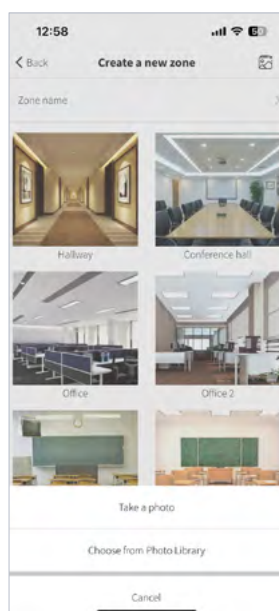 12:58
Back
Create a new zone
Zone name
Hallway
Conference hall
Office
Office 2
Take a photo
Choose from Photo Library
Cancel